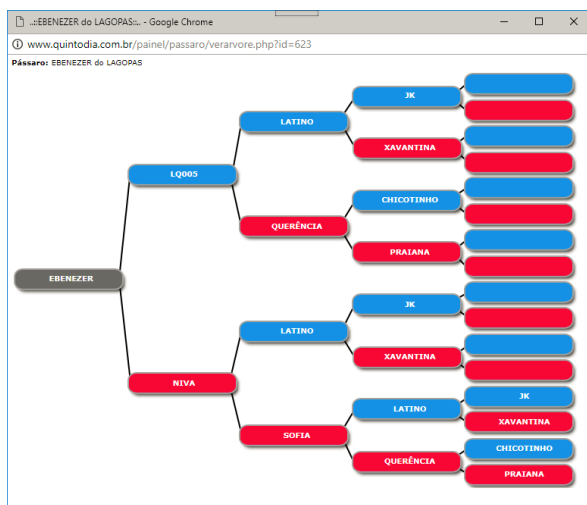 ..::EBENEZER do LAGOPAS::.. - Google Chrome
www.quintodia.com.br/painel/passaro/verarvore.php?id=623
Pássaro: EBENEZER do LAGOPAS
JK
LATINO
XAVANTINA
LQ005
CHICOTINHO
QUERÊNCIA
PRAIANA
EBENEZER
JK
LATINO
XAVANTINA
NIVA
JK
LATINO
XAVANTINA
SOFIA
CHICOTINHO
QUERÊNCIA
PRAIANA